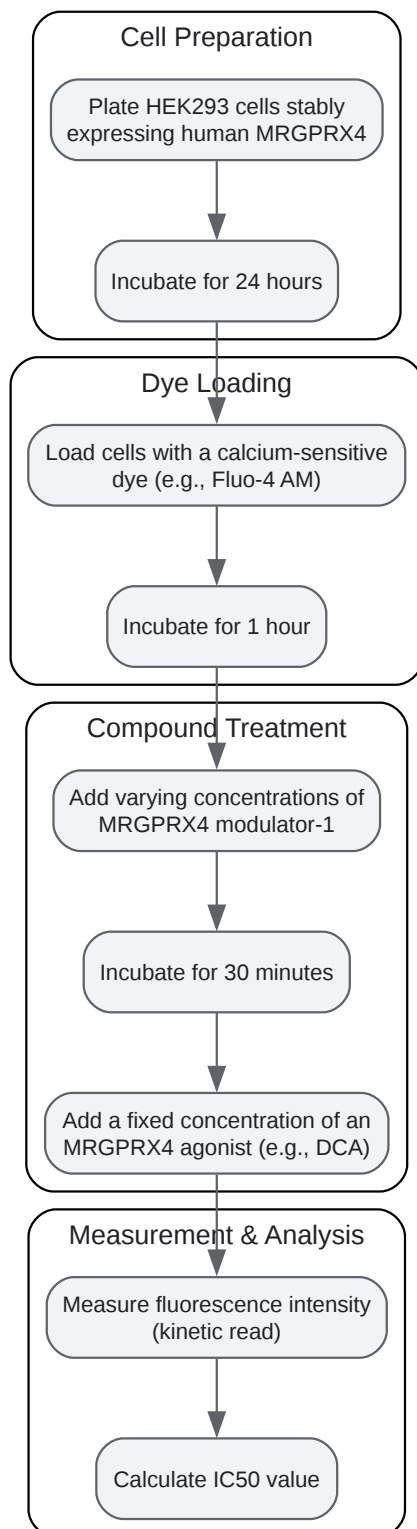 Cell Preparation
Plate HEK293 cells stably
expressing human MRGPRX4
Incubate for 24 hours
Dye Loading
Load cells with a calcium-sensitive
dye (e.g., Fluo-4 AM)
Incubate for 1 hour
Compound Treatment
Add varying concentrations of
MRGPRX4 modulator-1
Incubate for 30 minutes
Add a fixed concentration of an
MRGPRX4 agonist (e.g., DCA)
Measurement & Analysis
Measure fluorescence intensity
(kinetic read)
Calculate IC50 value